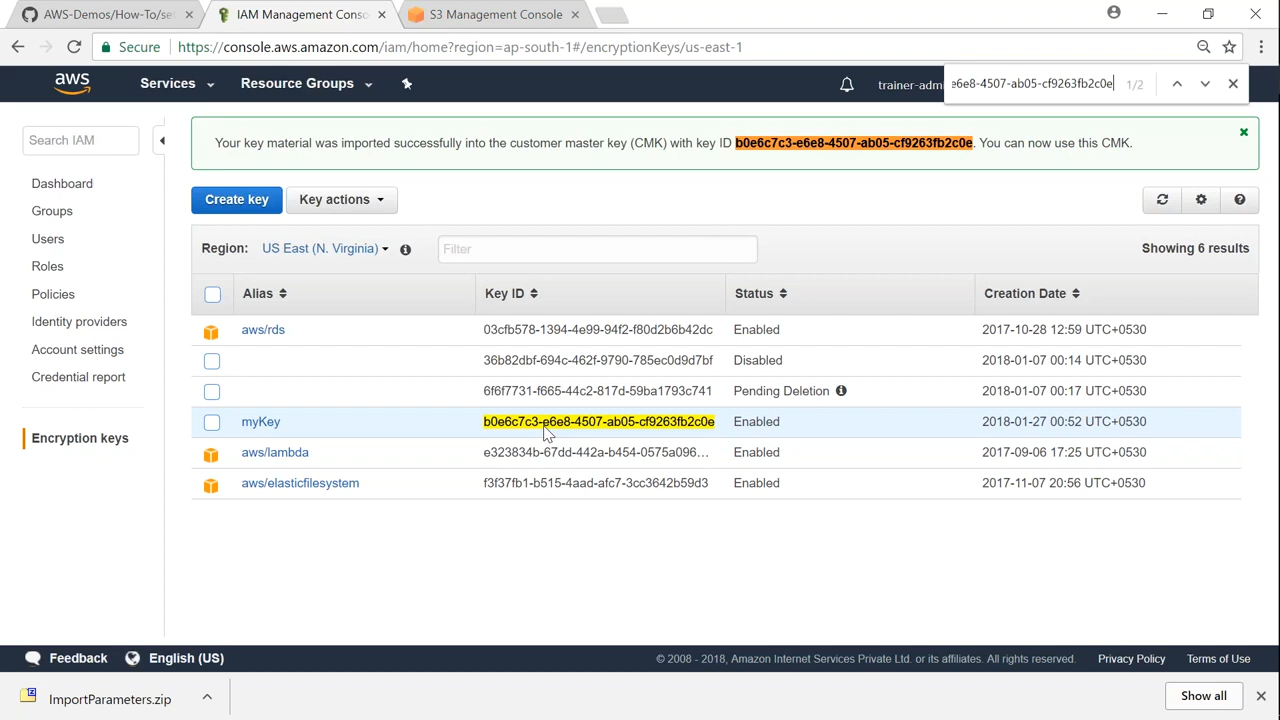 AWS-Demos/How-To/se
IAM Management Conso
S3 Management Console
Secure
https://console.aws.amazon.com/iam/home?region=ap-south-1#/encryptionKeys/us-east-1
aws
Services
Resource Groups
trainer-adm
e6e8-4507-ab05-cf9263fb2c0e
1/2
Search IAM
Your key material was imported successfully into the customer master key (CMK) with key ID b0e6c7c3-e6e8-4507-ab05-cf9263fb2c0e. You can now use this CMK.
Dashboard
Groups
Users
Roles
Policies
Identity providers
Account settings
Credential report
Encryption keys
Create key
Key actions
Region:
US East (N. Virginia)
Filter
Showing 6 results
Alias
Key ID
Status
Creation Date
aws/rds
03cfb578-1394-4e99-94f2-f80d2b6b42dc
Enabled
2017-10-28 12:59 UTC+0530
36b82dbf-694c-462f-9790-785ec0d9d7bf
Disabled
2018-01-07 00:14 UTC+0530
6f6f7731-f665-44c2-817d-59ba1793c741
Pending Deletion
2018-01-07 00:17 UTC+0530
myKey
b0e6c7c3-e6e8-4507-ab05-cf9263fb2c0e
Enabled
2018-01-27 00:52 UTC+0530
aws/lambda
e323834b-67dd-442a-b454-0575a096...
Enabled
2017-09-06 17:25 UTC+0530
aws/elasticfilesystem
f3f37fb1-b515-4aad-afc7-3cc3642b59d3
Enabled
2017-11-07 20:56 UTC+0530
Feedback
English (US)
© 2008 - 2018, Amazon Internet Services Private Ltd. or its affiliates. All rights reserved.
Privacy Policy
Terms of Use
ImportParameters.zip
Show all